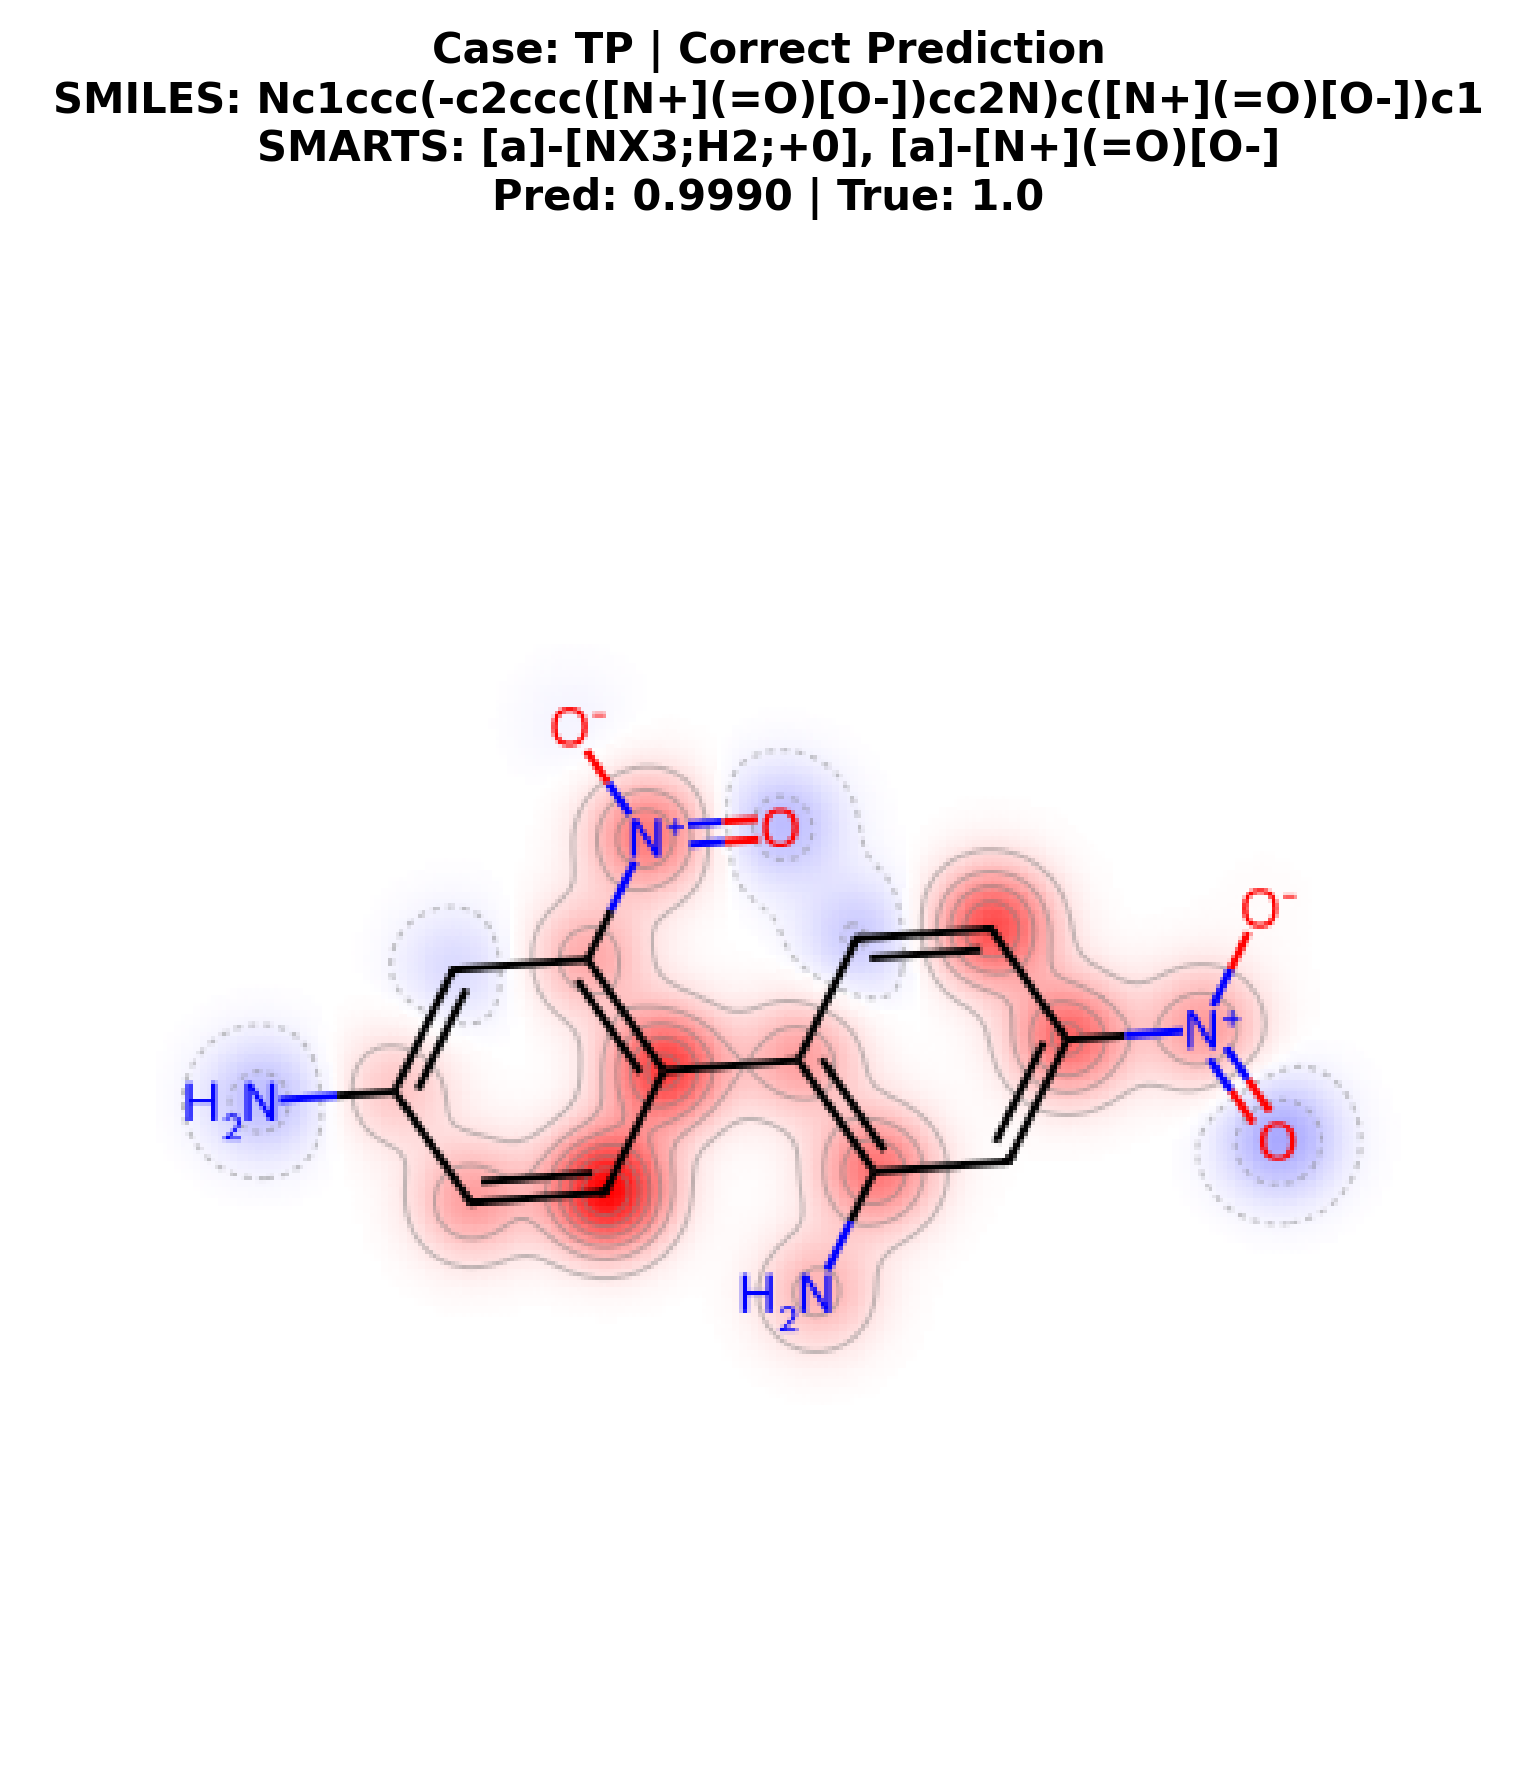 Case: TP | Correct Prediction
SMILES: Nc1ccc(-c2ccc([N+](=O)[O-])cc2N)c([N+](=O)[O-])c1
SMARTS: [a]-[NX3;H2;+0], [a]-[N+](=O)[O-]
Pred: 0.9990 | True: 1.0
O⁻
N⁺ O
O⁻
N⁺
H₂N
O
H₂N